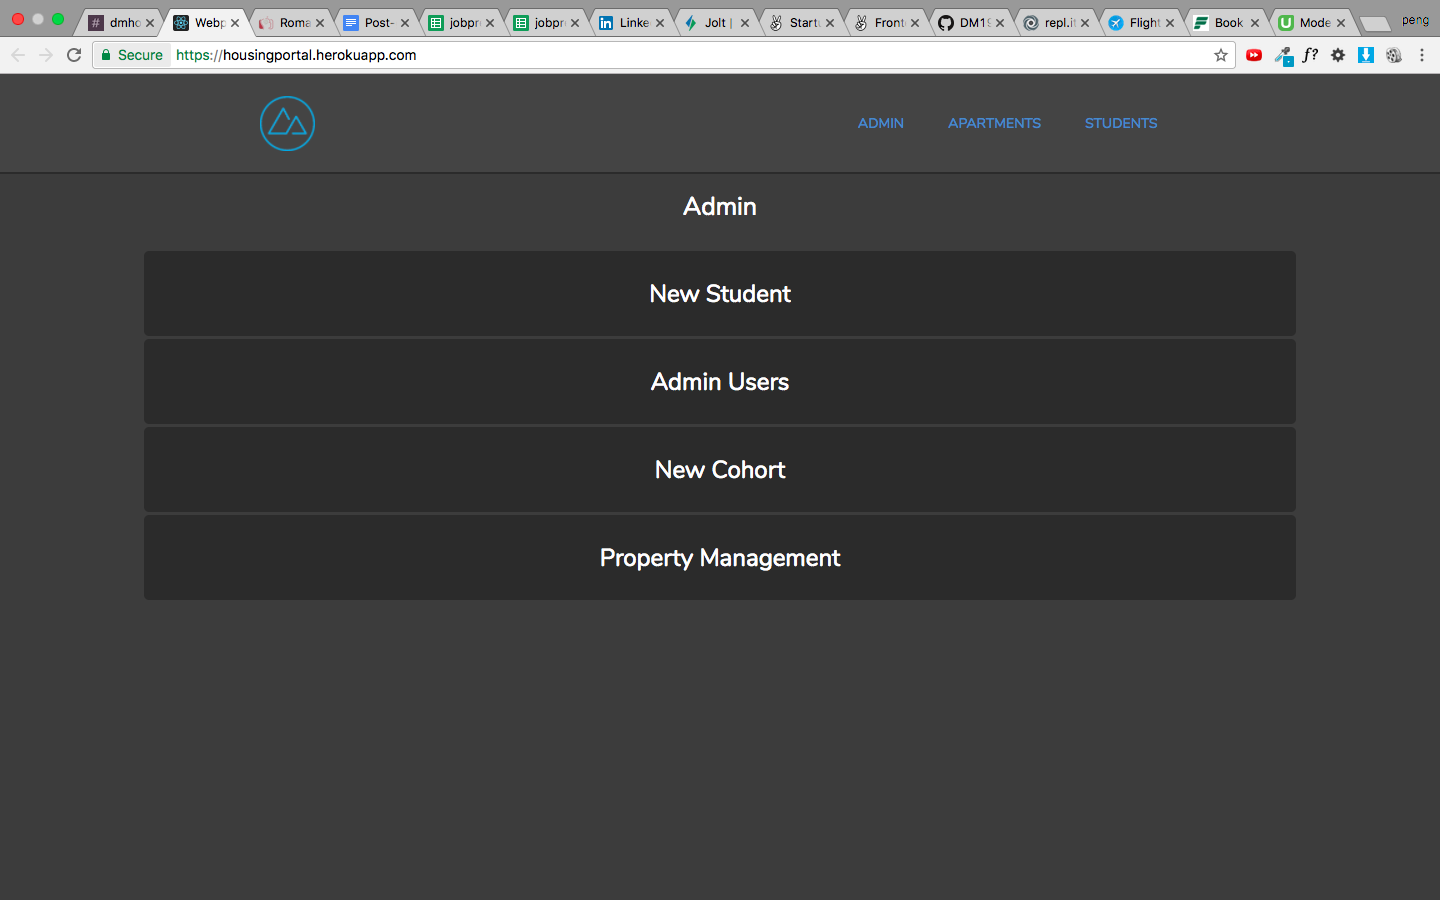 dmho Webp Roma Post- jobpr jobpr Linke Jolt | Startu Front DM19 repl.it Flight Book Mode peng
Secure https://housingportal.herokuapp.com f?
ADMIN APARTMENTS STUDENTS
Admin
New Student
Admin Users
New Cohort
Property Management